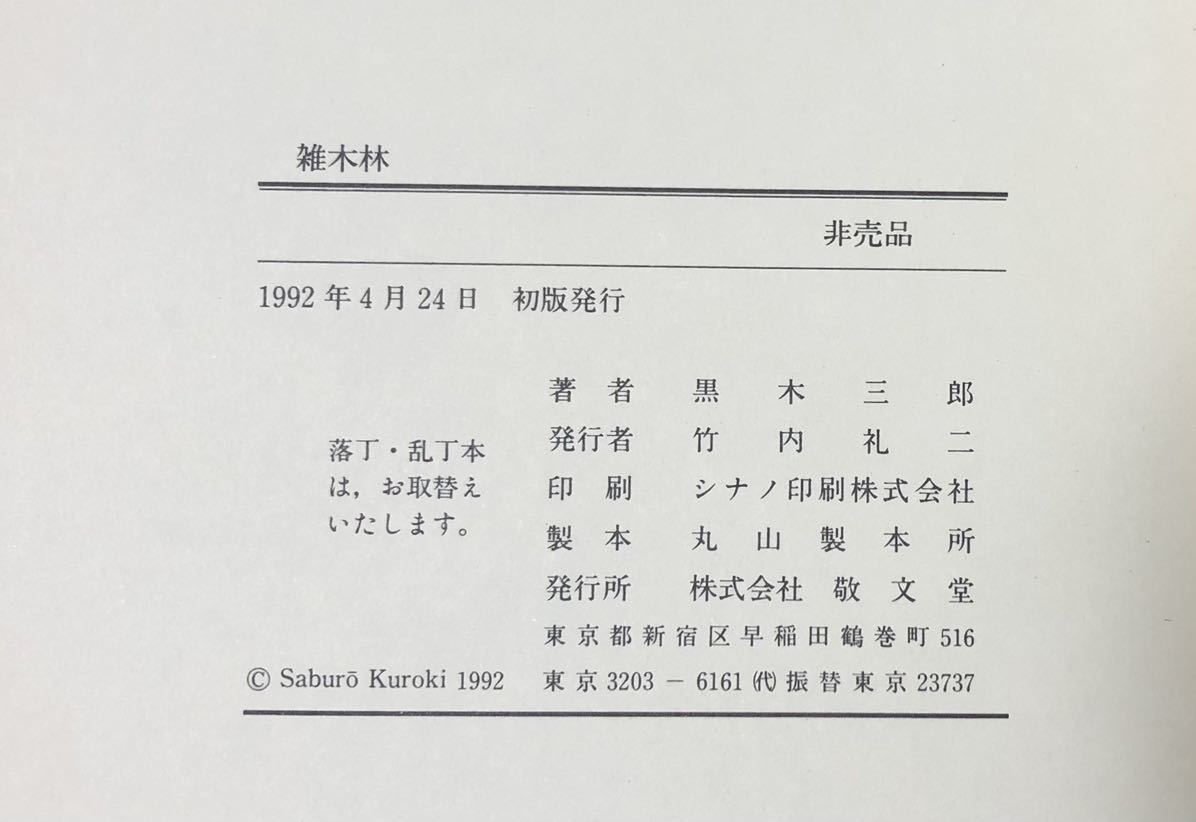 雑木林
非売品
1992年4月24日 初版発行
著者 黒木三郎
発行者 竹内礼二
印刷 シナノ印刷株式会社
製本 丸山製本所
発行所 株式会社 敬文堂
東京都新宿区早稲田鶴巻町516
東京3203-6161㈹振替東京23737
落丁・乱丁本
は，お取替え
いたします。
© Saburō Kuroki 1992